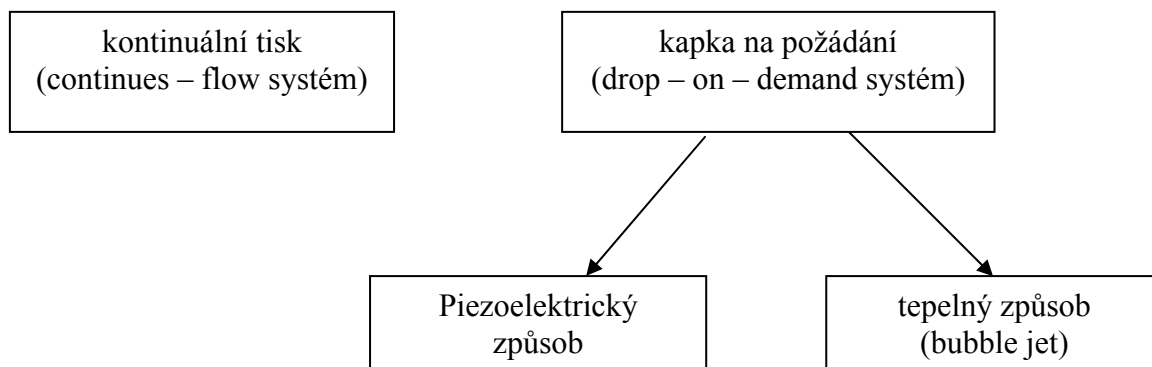 kontinuální tisk
(continues – flow systém)
kapka na požádání
(drop – on – demand systém)
Piezoelektrický
způsob
tepelný způsob
(bubble jet)